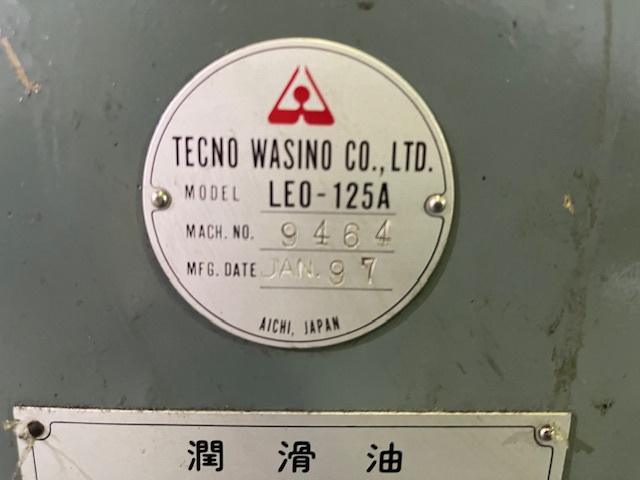 TECNO WASINO CO., LTD.
MODEL LEO-125A
MACH. NO. 9464
MFG. DATE JAN. 97
AICHI, JAPAN
潤滑油